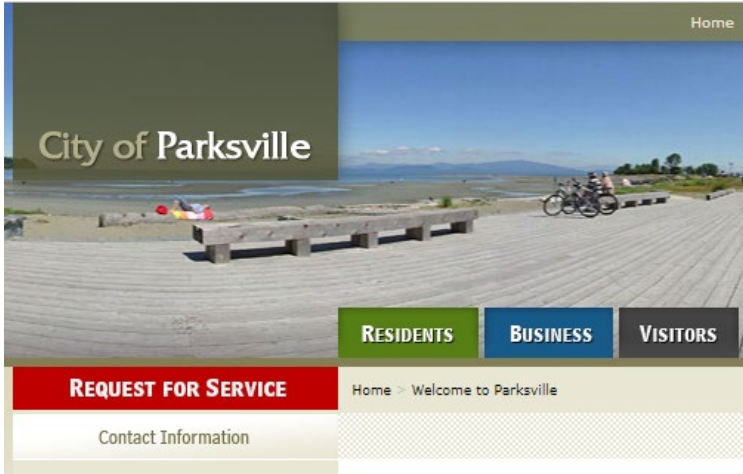 Home
City of Parksville
RESIDENTS BUSINESS VISITORS
REQUEST FOR SERVICE
Home > Welcome to Parksville
Contact Information